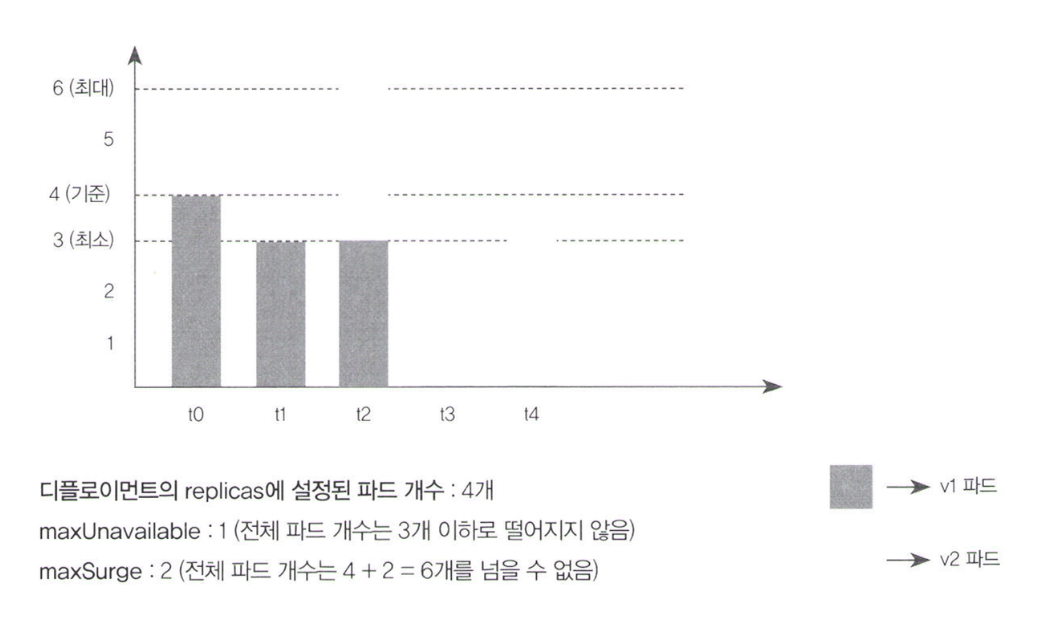 6 (최대)
5
4 (기준)
3 (최소)
2
1
t0 t1 t2 t3 t4
디플로이먼트의 replicas에 설정된 파드 개수 : 4개
maxUnavailable : 1 (전체 파드 개수는 3개 이하로 떨어지지 않음)
maxSurge : 2 (전체 파드 개수는 4 + 2 = 6개를 넘을 수 없음)
v1 파드
v2 파드